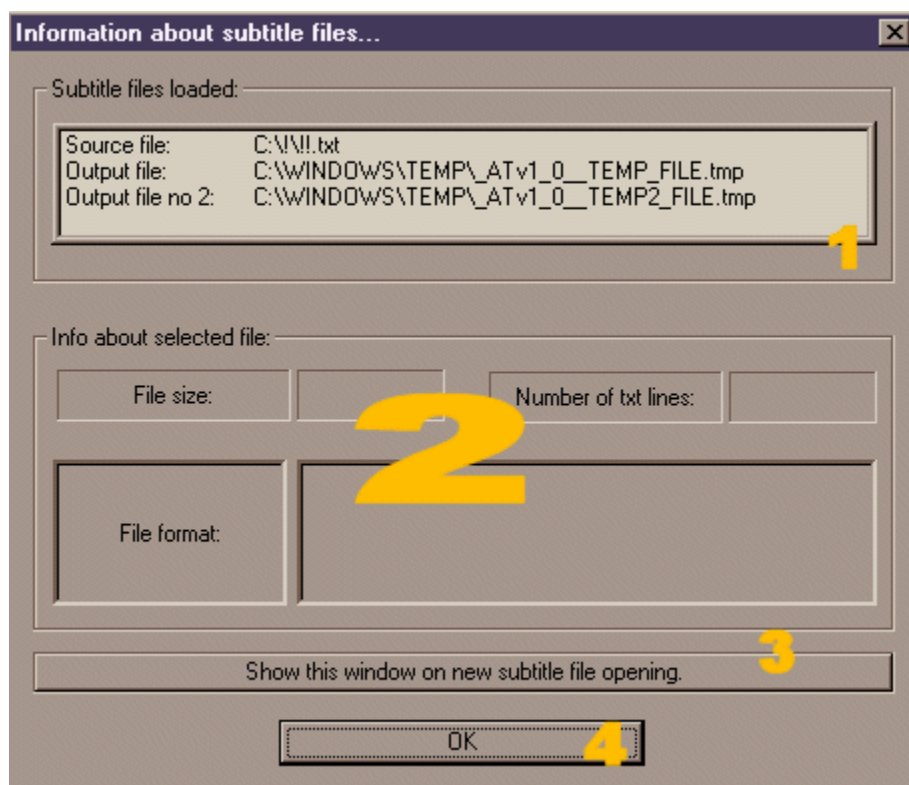 Information about subtitle files...
Subtitle files loaded:
Source file: C:\!\!!.txt
Output file: C:\WINDOWS\TEMP\_ATv1_0__TEMP_FILE.tmp
Output file no 2: C:\WINDOWS\TEMP\_ATv1_0__TEMP2_FILE.tmp
1
Info about selected file:
File size: Number of txt lines:
2
File format:
3
Show this window on new subtitle file opening.
OK 4